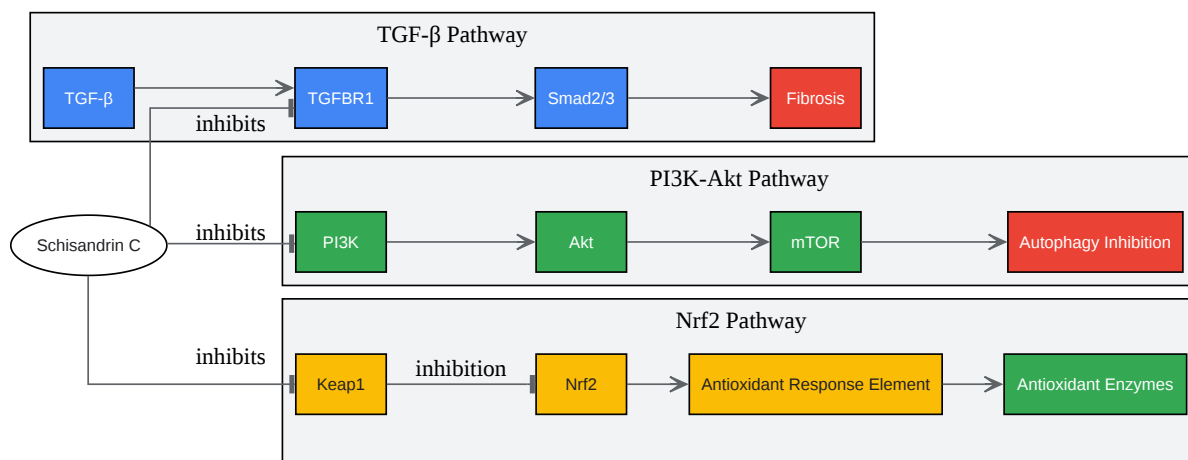 TGF-β Pathway
TGF-β
TGFBR1
Smad2/3
Fibrosis
inhibits
PI3K-Akt Pathway
Schisandrin C
inhibits
PI3K
Akt
mTOR
Autophagy Inhibition
Nrf2 Pathway
inhibits
Keap1
inhibition
Nrf2
Antioxidant Response Element
Antioxidant Enzymes